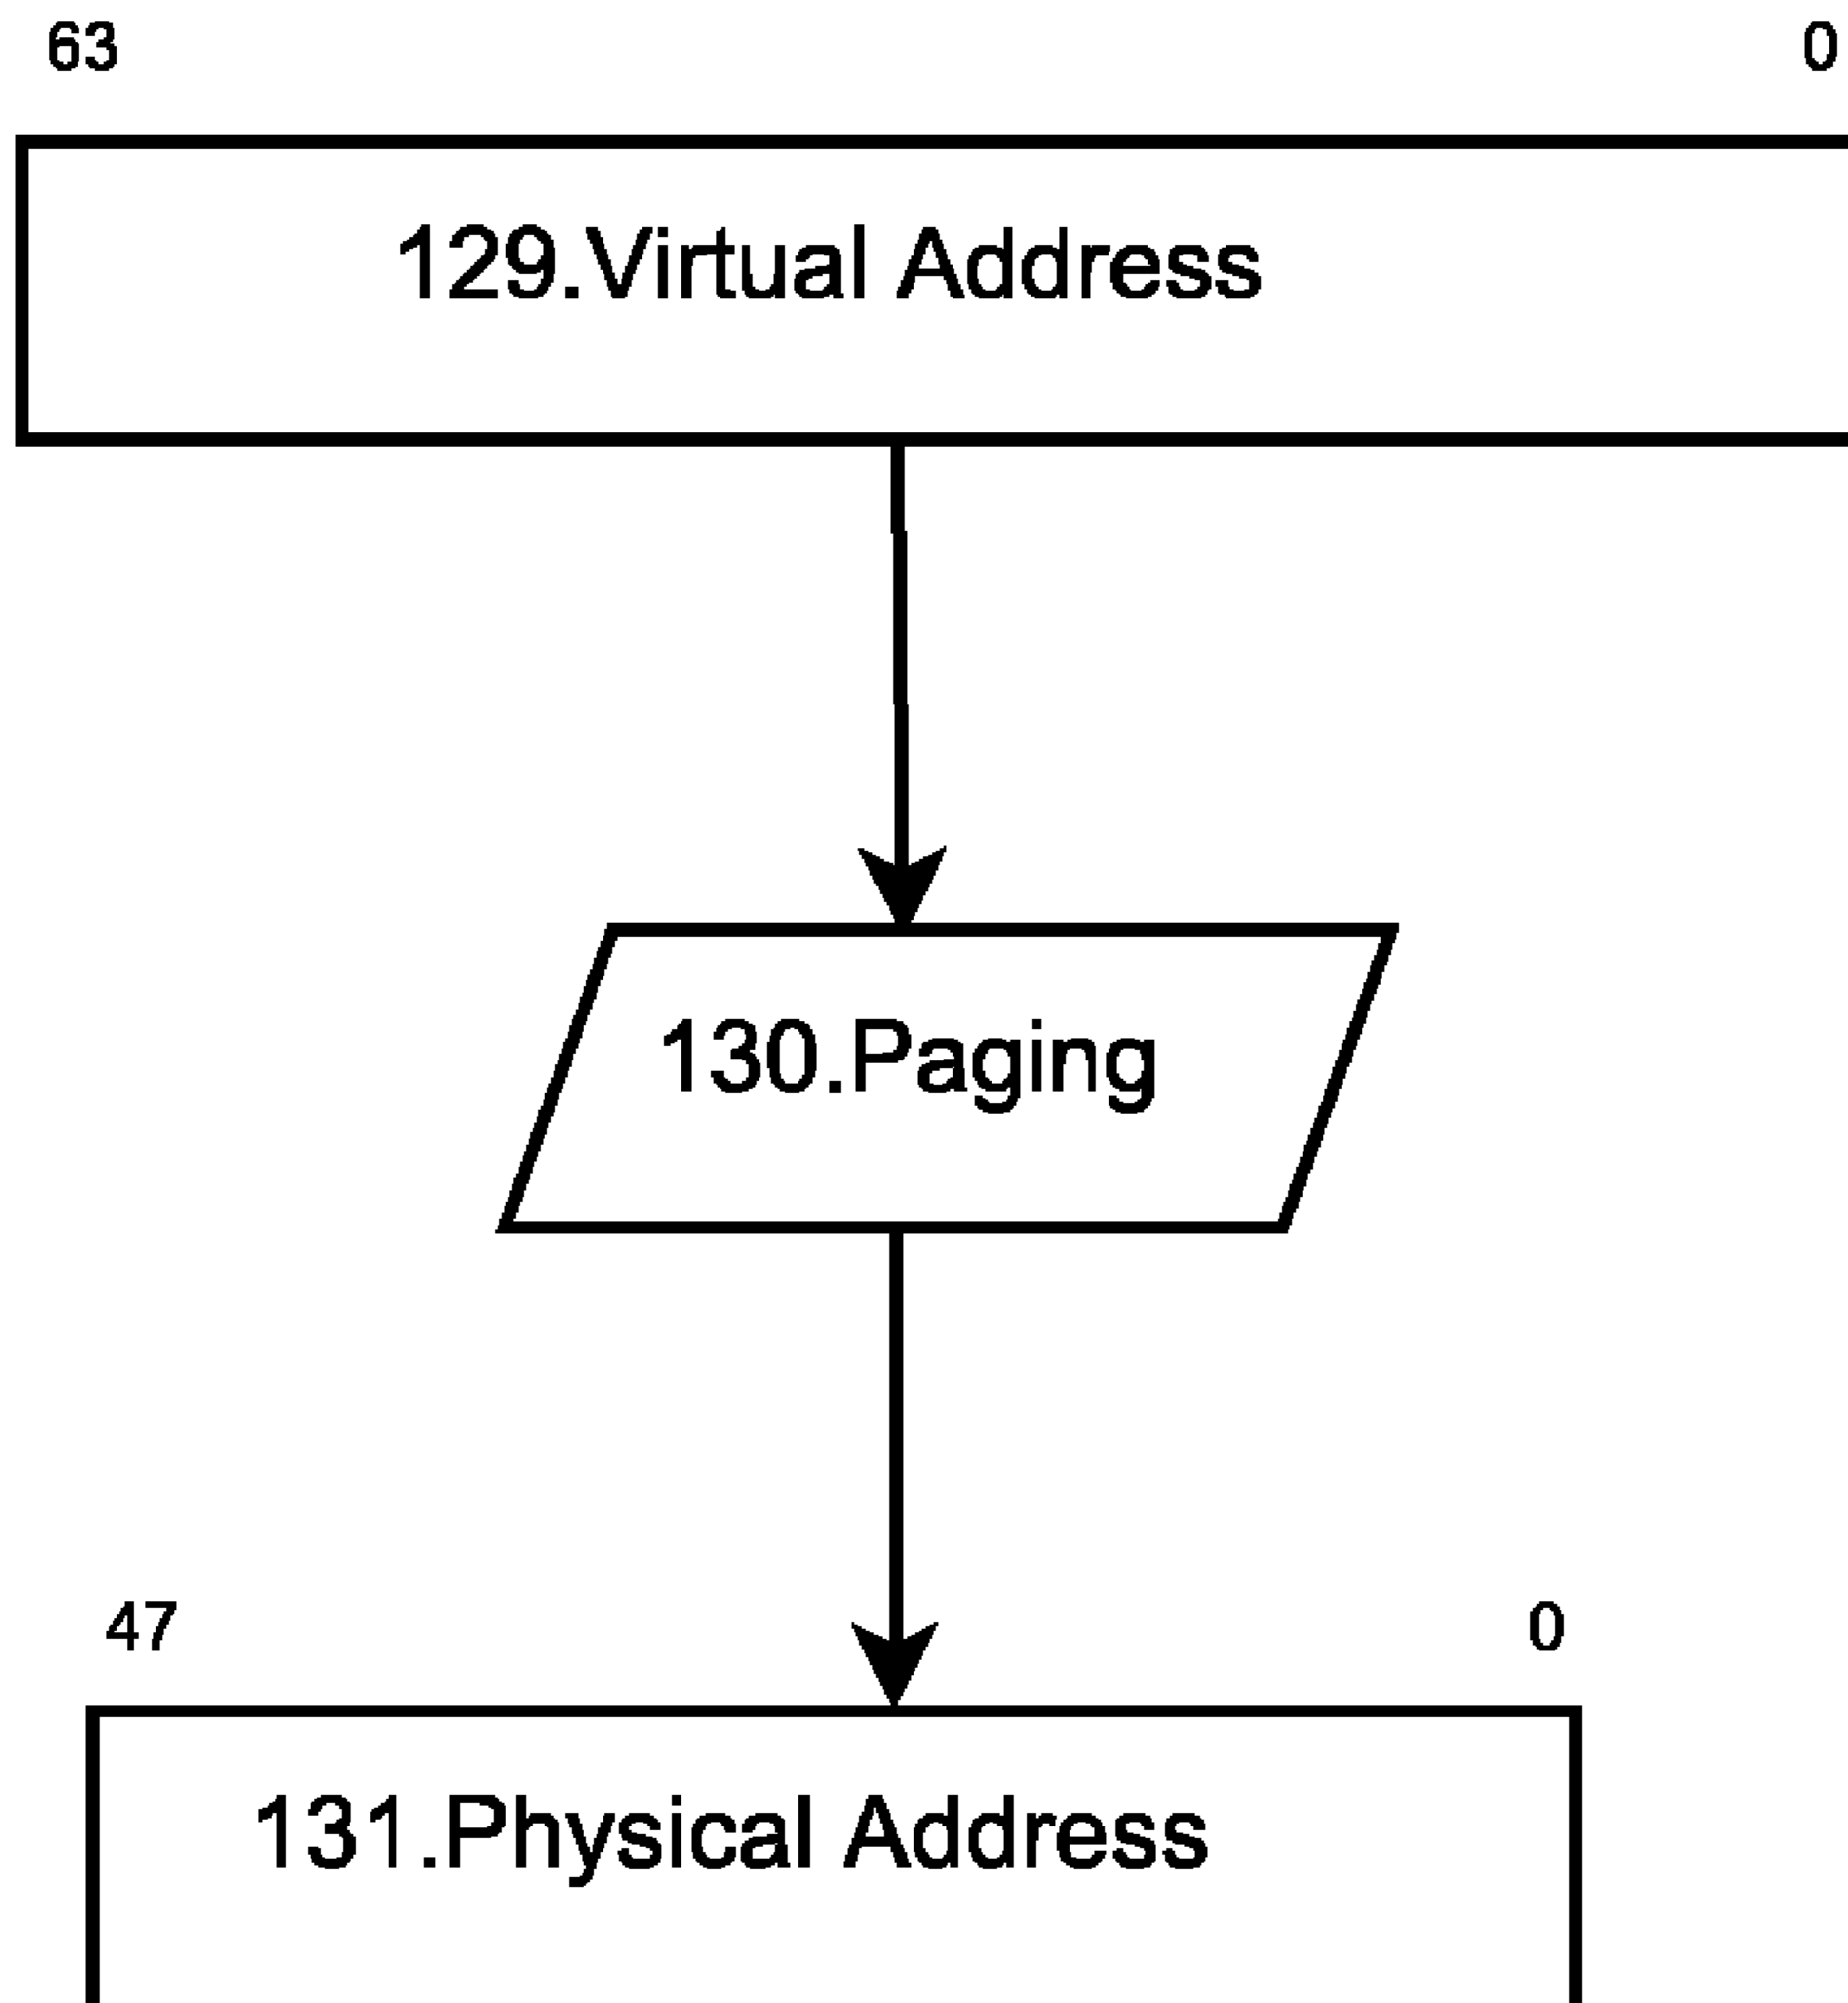 63 0
129.Virtual Address
130.Paging
47 0
131.Physical Address